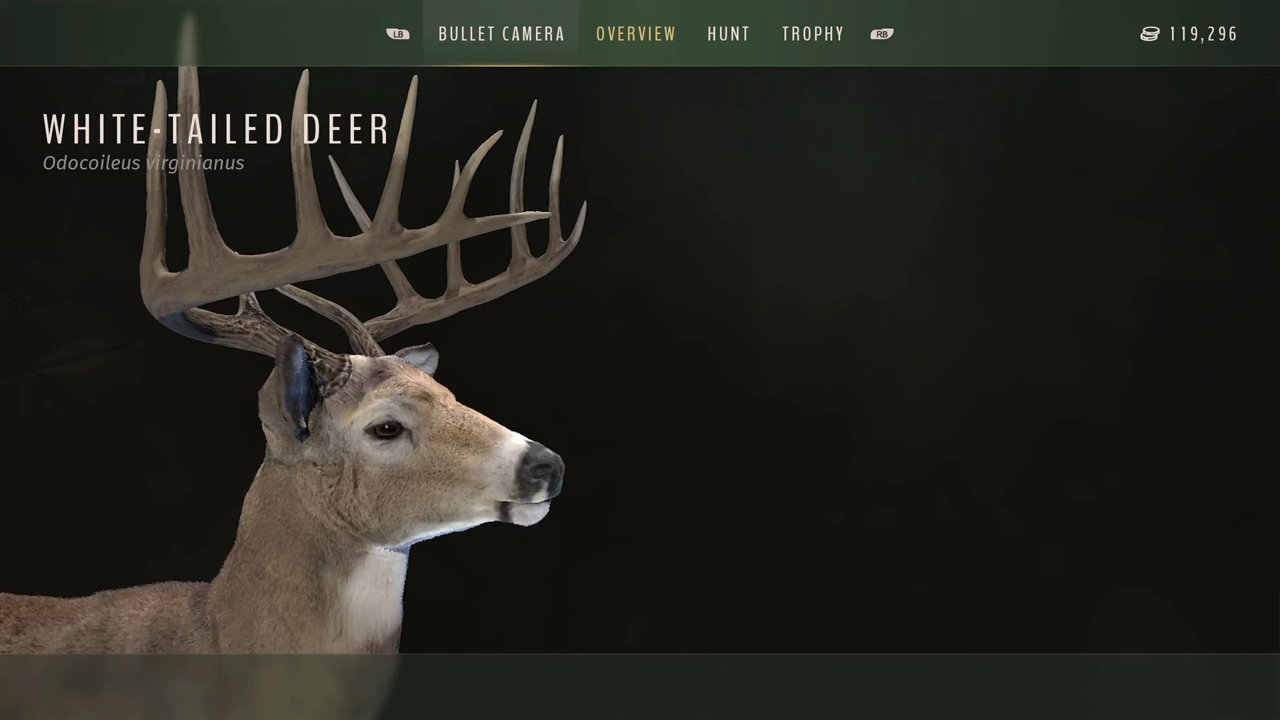 LB BULLET CAMERA OVERVIEW HUNT TROPHY RB 119,296
WHITE-TAILED DEER
Odocoileus virginianus